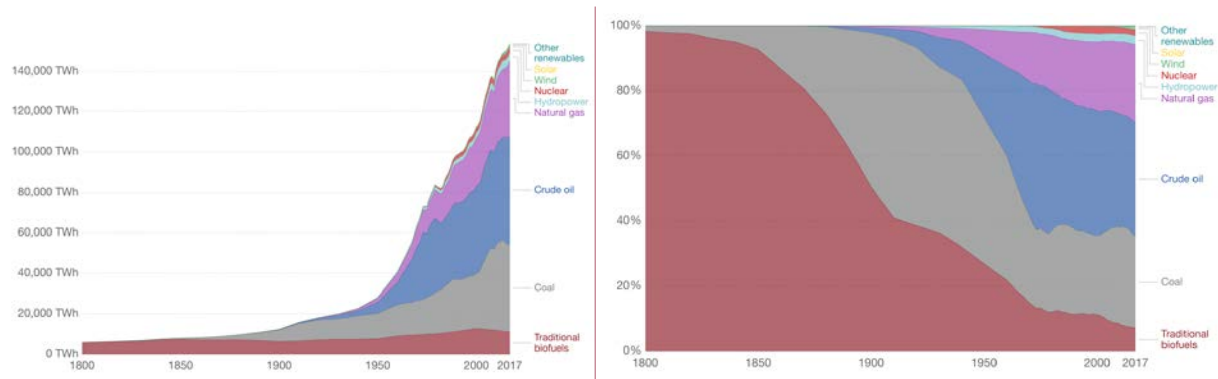 140,000 TWh
120,000 TWh
100,000 TWh
80,000 TWh
60,000 TWh
40,000 TWh
20,000 TWh
0 TWh
1800
1850
1900
1950
2000
2017
Other
renewables
Solar
Wind
Nuclear
Hydropower
Natural gas
Crude oil
Coal
Traditional
biofuels
100%
80%
60%
40%
20%
0%
1800
1850
1900
1950
2000
2017
Other
renewables
Solar
Wind
Nuclear
Hydropower
Natural gas
Crude oil
Coal
Traditional
biofuels